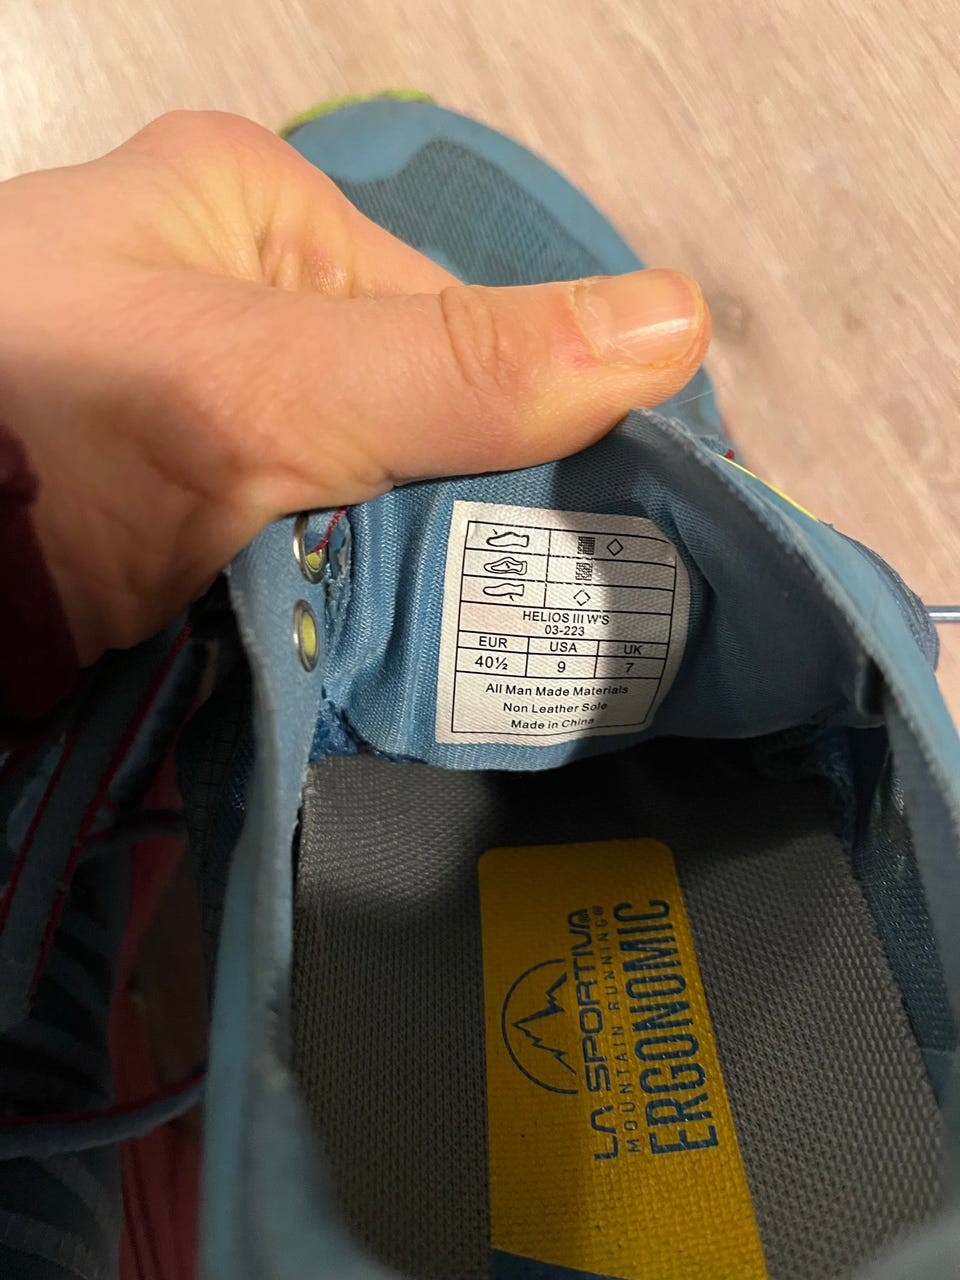 HELIOS III W'S
03-223
EUR USA UK
40½ 9 7
All Man Made Materials
Non Leather Sole
Made in China
LA SPORTIVA®
MOUNTAIN RUNNING®
ERGONOMIC